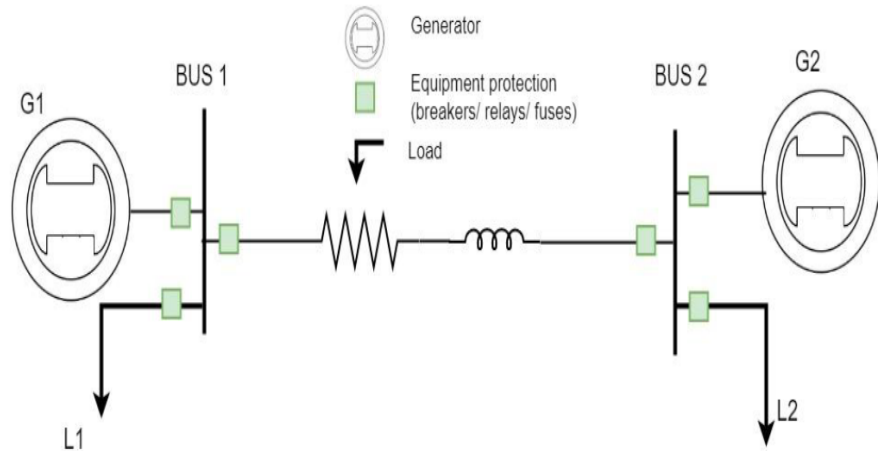 Generator
BUS 1
BUS 2
G2
G1
Equipment protection
(breakers/ relays/ fuses)
Load
L1
L2